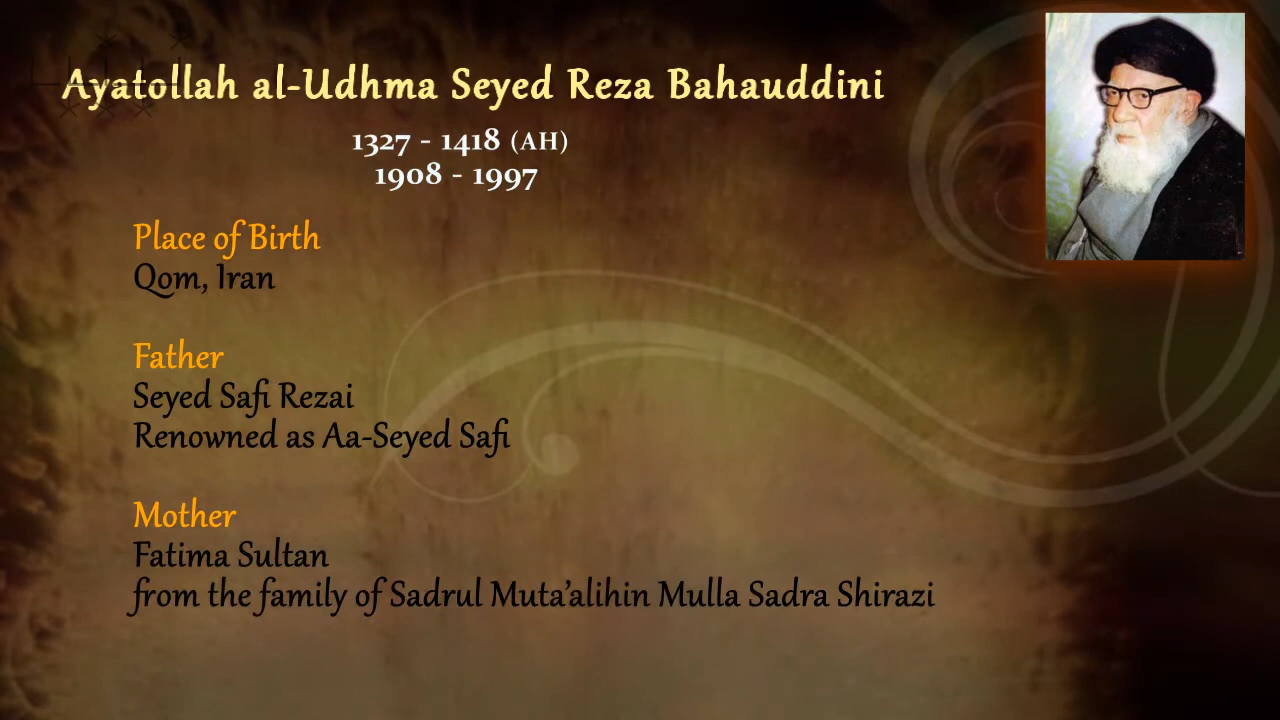 Ayatollah al-Udhma Seyed Reza Bahauddini
1327 - 1418 (AH)
1908 - 1997
Place of Birth
Qom, Iran
Father
Seyed Safi Rezai
Renowned as Aa-Seyed Safi
Mother
Fatima Sultan
from the family of Sadrul Muta’alihin Mulla Sadra Shirazi